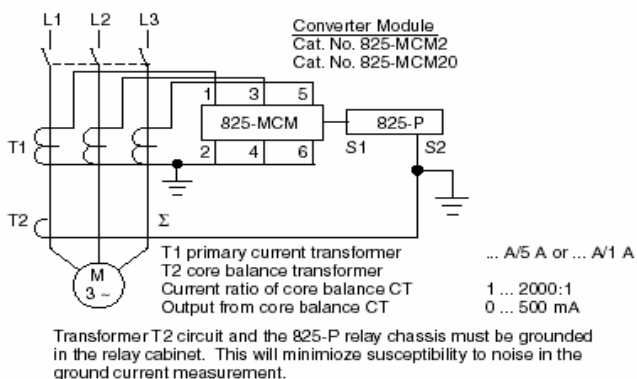 L1 L2 L3
Converter Module
Cat. No. 825-MCM2
Cat. No. 825-MCM20
1 3 5
825-MCM 825-P
T1
2 4 6
S1 S2
T2 Σ
M
3 ~
T1 primary current transformer ... A/5 A or ... A/1 A
T2 core balance transformer
Current ratio of core balance CT 1 ... 2000:1
Output from core balance CT 0 ... 500 mA
Transformer T2 circuit and the 825-P relay chassis must be grounded
in the relay cabinet. This will minimioze susceptibility to noise in the
ground current measurement.